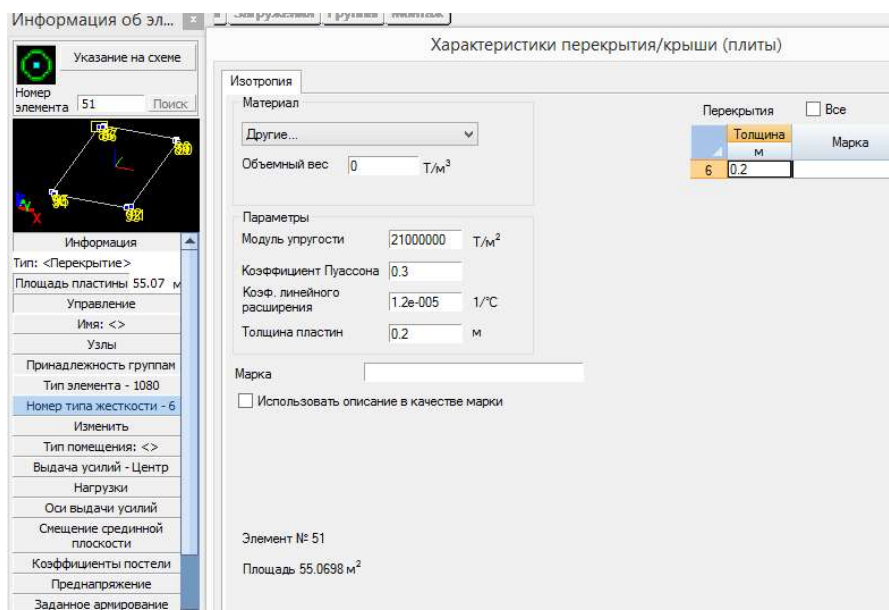 Информация об эл... x
Указание на схеме
Номер
элемента 51 Поиск
Информация
Тип: <Перекрытие>
Площадь пластины 55.07 м
Управление
Имя: <>
Узлы
Принадлежность группам
Тип элемента - 1080
Номер типа жесткости - 6
Изменить
Тип помещения: <>
Выдача усилий - Центр
Нагрузки
Оси выдачи усилий
Смещение срединной
плоскости
Коэффициенты постели
Преднапряжение
Заданное армирование
Загружения Группы Монтаж
Характеристики перекрытия/крыши (плиты)
Изотропия
Материал
Другие...
Объемный вес 0 Т/м³
Параметры
Модуль упругости 21000000 Т/м²
Коэффициент Пуассона 0.3
Коэф. линейного
расширения 1.2e-005 1/°C
Толщина пластин 0.2 м
Марка
Использовать описание в качестве марки
Элемент № 51
Площадь 55.0698 м²
Перекрытия Все
Толщина Марка
м
6 0.2